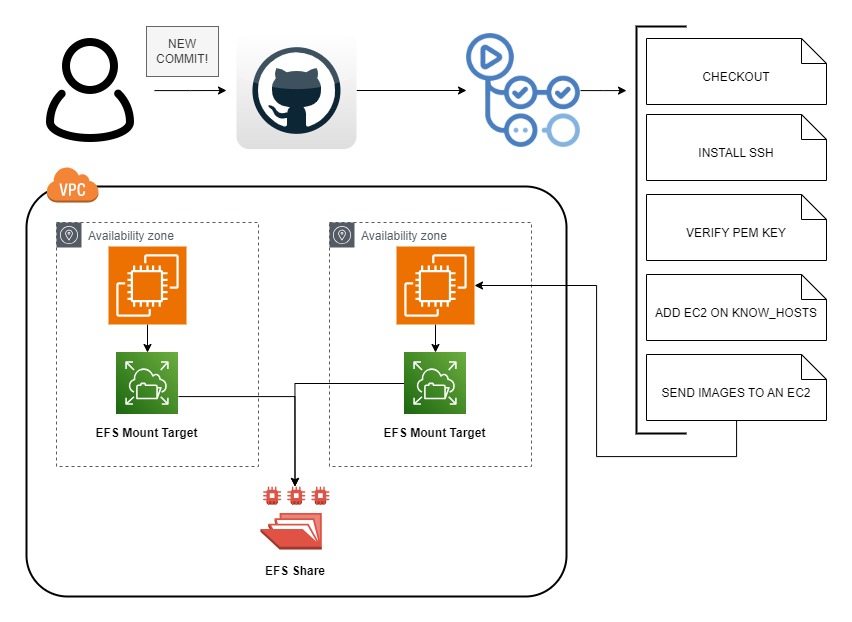 NEW
COMMIT!
CHECKOUT
INSTALL SSH
VERIFY PEM KEY
ADD EC2 ON KNOW_HOSTS
SEND IMAGES TO AN EC2
VPC
Availability zone
Availability zone
EFS Mount Target
EFS Mount Target
EFS Share